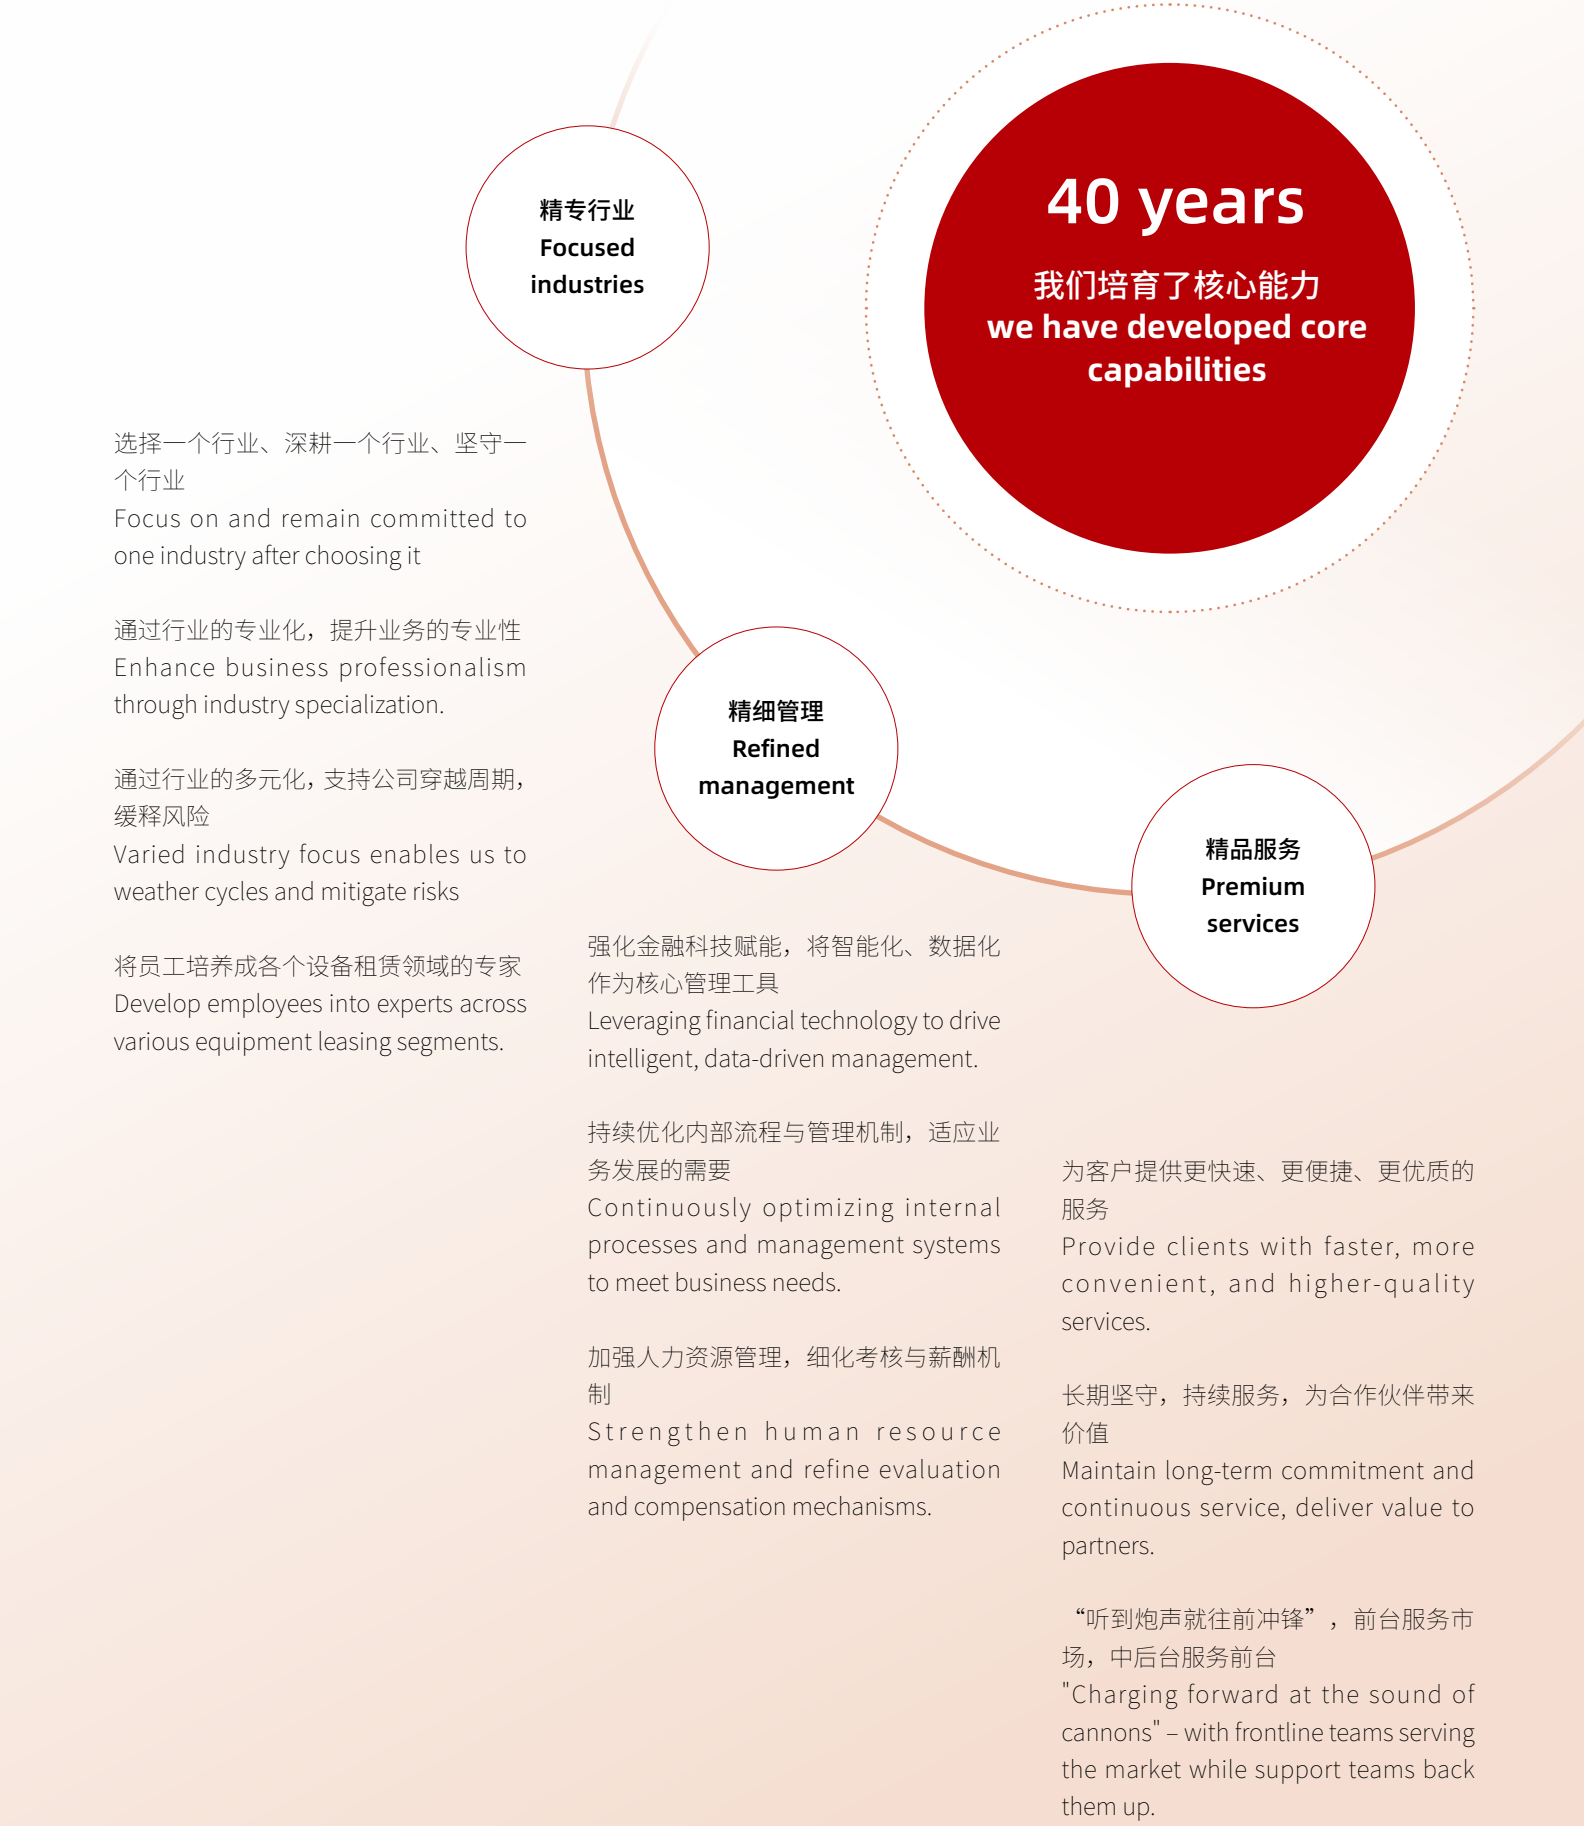 40 years
我们培育了核心能力
we have developed core
capabilities
精专行业
Focused
industries
选择一个行业、深耕一个行业、坚守一
个行业
Focus on and remain committed to
one industry after choosing it
通过行业的专业化，提升业务的专业性
Enhance business professionalism
through industry specialization.
通过行业的多元化，支持公司穿越周期，
缓释风险
Varied industry focus enables us to
weather cycles and mitigate risks
将员工培养成各个设备租赁领域的专家
Develop employees into experts across
various equipment leasing segments.
精细管理
Refined
management
强化金融科技赋能，将智能化、数据化
作为核心管理工具
Leveraging financial technology to drive
intelligent, data-driven management.
持续优化内部流程与管理机制，适应业
务发展的需要
Continuously optimizing internal
processes and management systems
to meet business needs.
加强人力资源管理，细化考核与薪酬机
制
Strengthen human resource
management and refine evaluation
and compensation mechanisms.
精品服务
Premium
services
为客户提供更快速、更便捷、更优质的
服务
Provide clients with faster, more
convenient, and higher-quality
services.
长期坚守，持续服务，为合作伙伴带来
价值
Maintain long-term commitment and
continuous service, deliver value to
partners.
“听到炮声就往前冲锋”，前台服务市
场，中后台服务前台
"Charging forward at the sound of
cannons" – with frontline teams serving
the market while support teams back
them up.